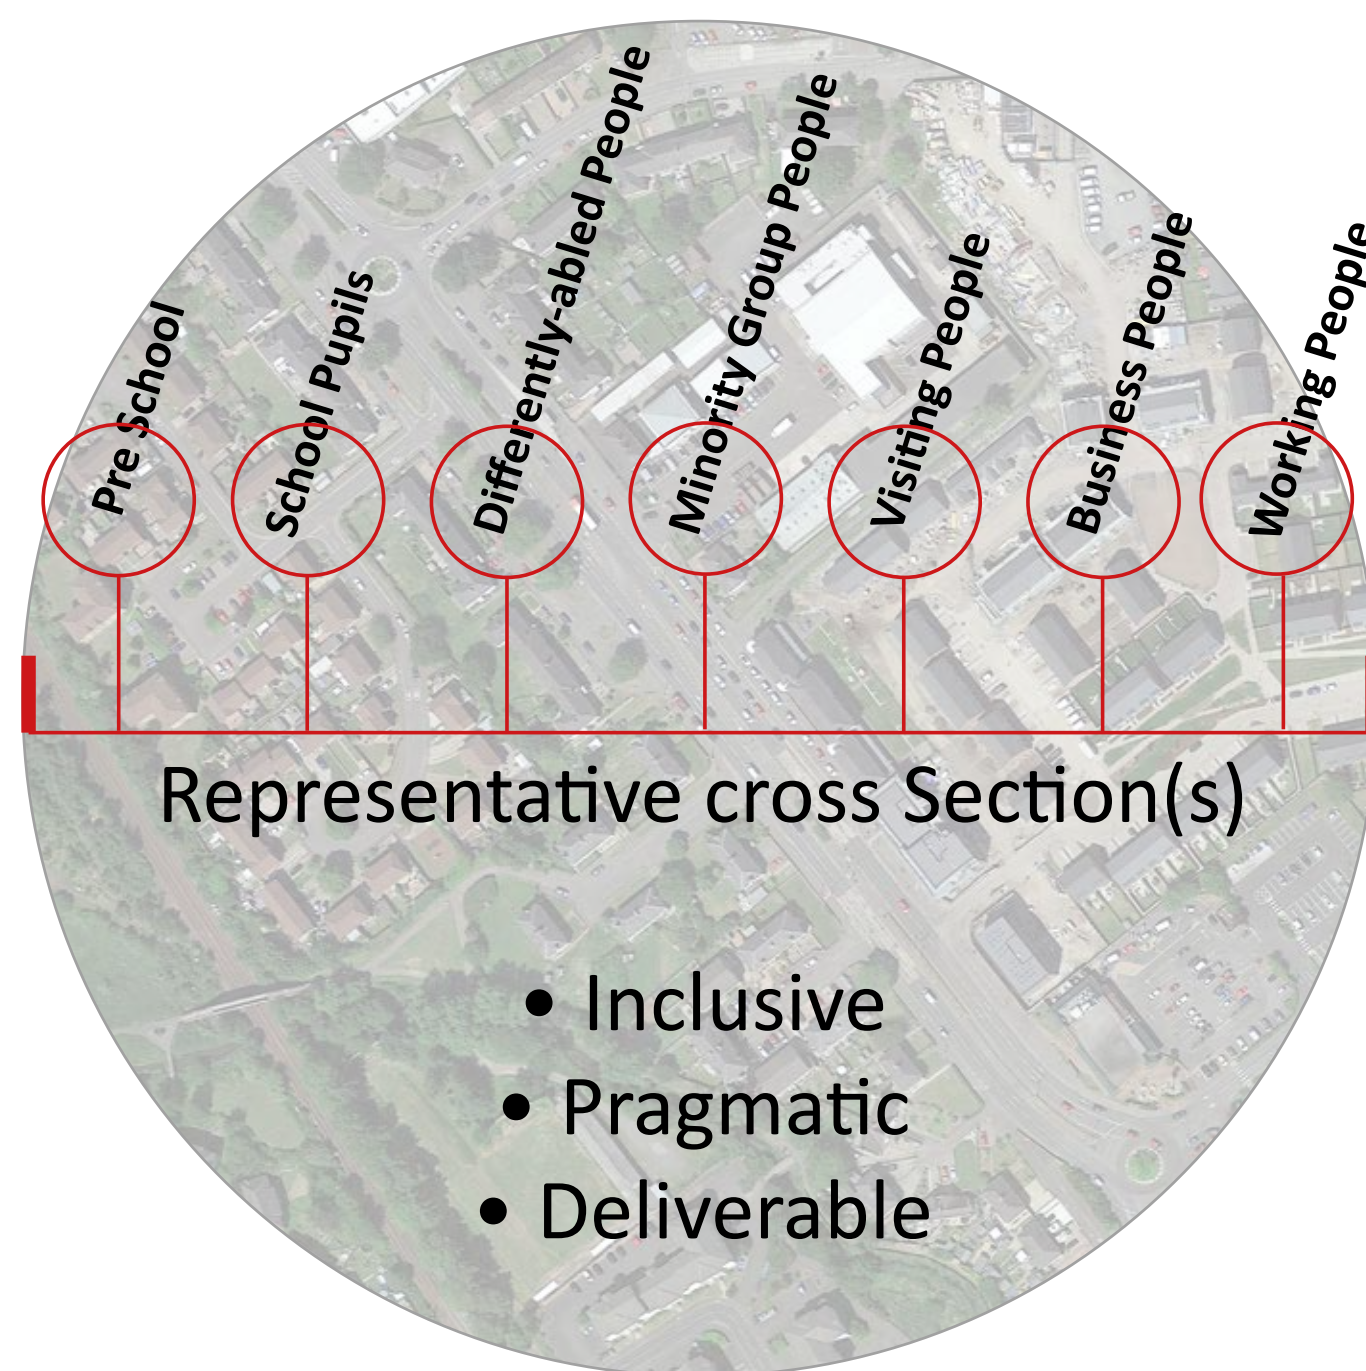 Pre School
School Pupils
Differently-abled People
Minority Group People
Visiting People
Business People
Working People
Representative cross Section(s)
• Inclusive
• Pragmatic
• Deliverable